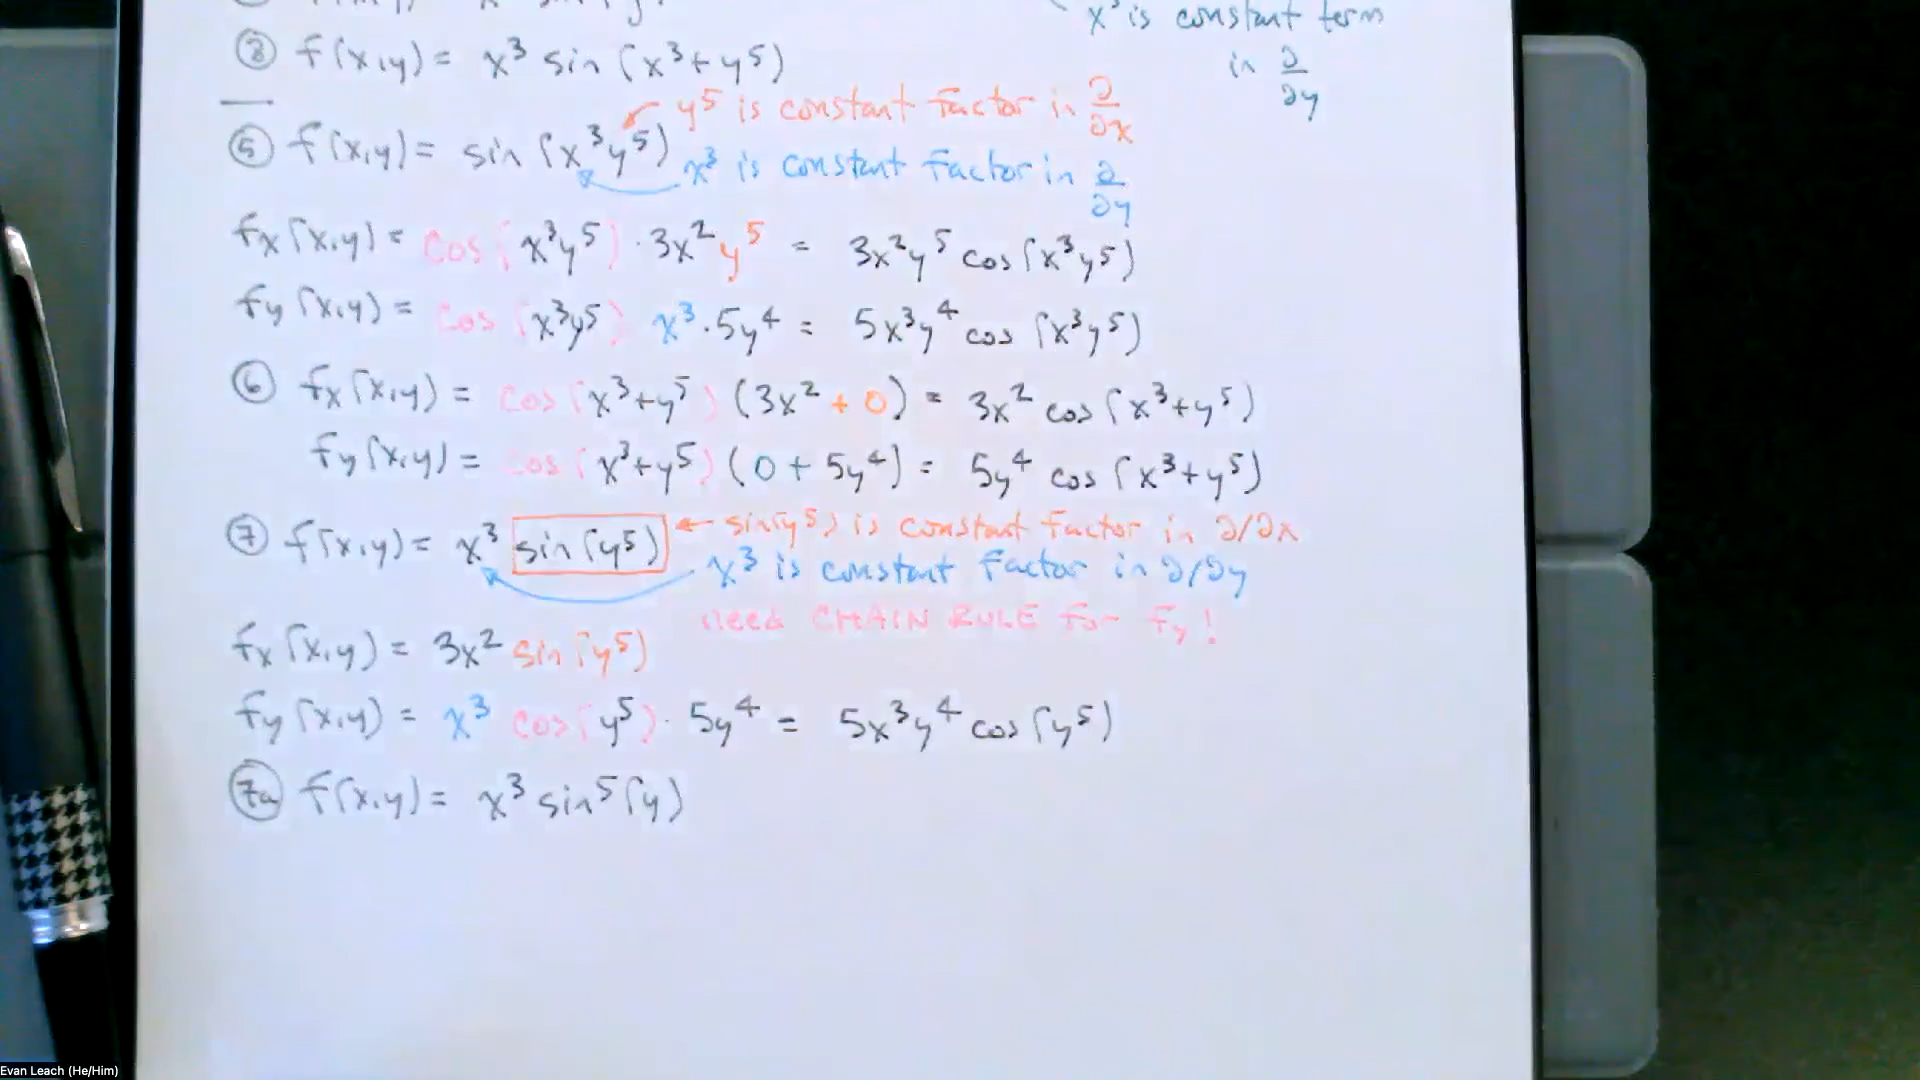 x³ is constant term
⑧ f(x,y) = x³ sin(x³+y⁵)
in ∂/∂y
y⁵ is constant factor in ∂/∂x
⑤ f(x,y) = sin(x³y⁵)
x³ is constant factor in ∂/∂y
fx(x,y) = cos(x³y⁵) · 3x²y⁵ = 3x²y⁵ cos(x³y⁵)
fy(x,y) = cos(x³y⁵) x³·5y⁴ = 5x³y⁴ cos(x³y⁵)
⑥ fx(x,y) = cos(x³+y⁵)(3x²+0) = 3x² cos(x³+y⁵)
fy(x,y) = cos(x³+y⁵)(0+5y⁴) = 5y⁴ cos(x³+y⁵)
⑦ f(x,y) = x³ sin(y⁵) ← sin(y⁵) is constant factor in ∂/∂x
x³ is constant factor in ∂/∂y
need CHAIN RULE for fy!
fx(x,y) = 3x² sin(y⁵)
fy(x,y) = x³ cos(y⁵) · 5y⁴ = 5x³y⁴ cos(y⁵)
7a f(x,y) = x³ sin⁵(y)
Evan Leach (He/Him)